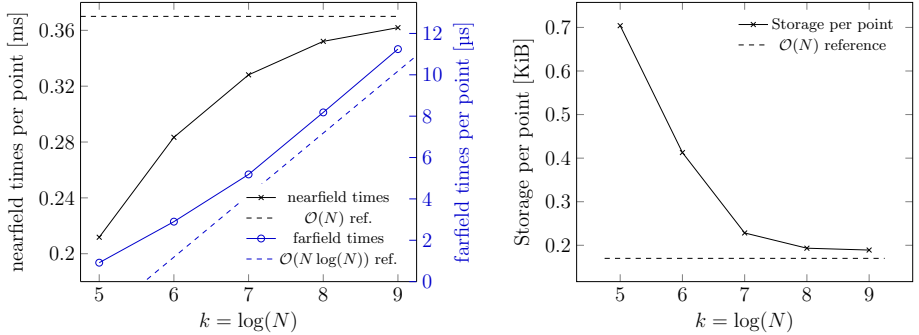 nearfield times per point [ms]
0.36
0.32
0.28
0.24
0.2
5 6 7 8 9
k = log(N)
12
10
8
6
4
2
0
farfield times per point [µs]
nearfield times
𝒪(N) ref.
farfield times
𝒪(N log(N)) ref.
Storage per point [KiB]
0.7
0.6
0.5
0.4
0.3
0.2
0.1
5 6 7 8 9
k = log(N)
Storage per point
𝒪(N) reference